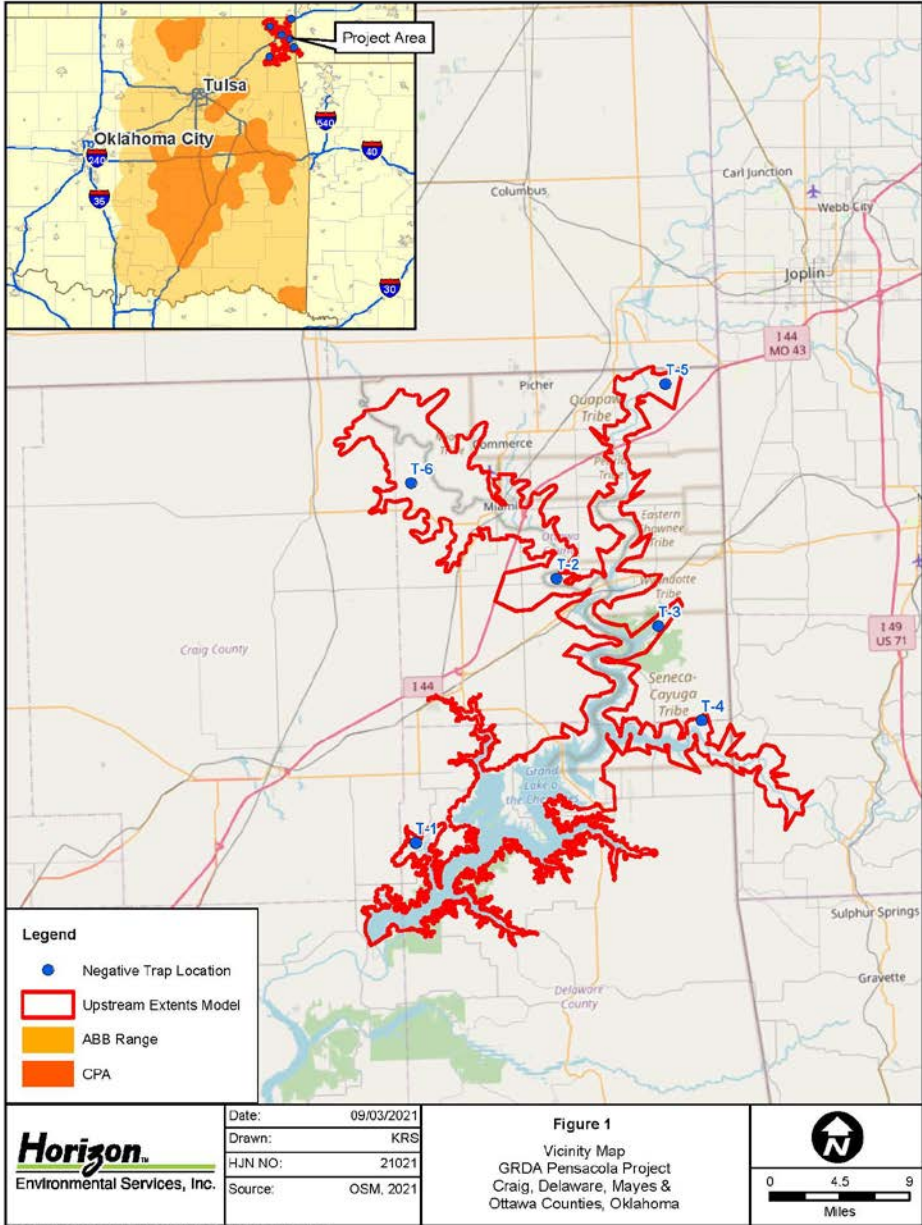 Project Area
Tulsa
Oklahoma City
540
40
240
35
30
Columbus
Carl Junction
Webb City
Joplin
I 44
MO 43
Picher
T-5
Quapaw
Tribe
Commerce
T-6
Miami
Eastern
Shawnee
Tribe
T-2
Wyandotte
Tribe
T-3
I 49
US 71
Craig County
I 44
Seneca-
Cayuga
Tribe
T-4
Grand
Lake o'
the Cherokees
T-1
Sulphur Springs
Gravette
Delaware
County
Legend
Negative Trap Location
Upstream Extents Model
ABB Range
CPA
Horizon™
Environmental Services, Inc.
Date: 09/03/2021
Drawn: KRS
HJN NO: 21021
Source: OSM, 2021
Figure 1
Vicinity Map
GRDA Pensacola Project
Craig, Delaware, Mayes &
Ottawa Counties, Oklahoma
N
0 4.5 9
Miles